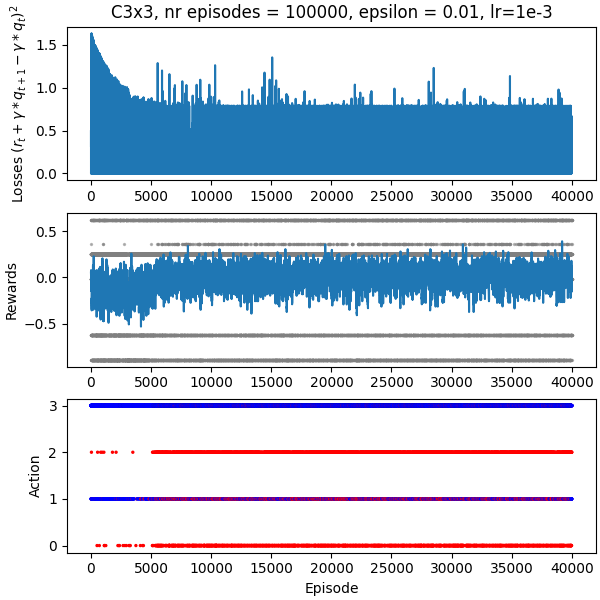 C3x3, nr episodes = 100000, epsilon = 0.01, lr=1e-3
Losses $(r_t + \gamma * q_{t+1} - \gamma * q_t)^2$
1.5
1.0
0.5
0.0
0 5000 10000 15000 20000 25000 30000 35000 40000
Rewards
0.5
0.0
−0.5
0 5000 10000 15000 20000 25000 30000 35000 40000
Action
3
2
1
0
0 5000 10000 15000 20000 25000 30000 35000 40000
Episode